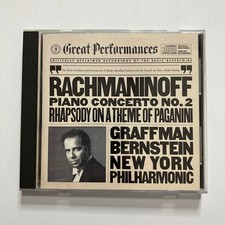 Great Performances
RACHMANINOFF
PIANO CONCERTO NO. 2
RHAPSODY ON A THEME OF PAGANINI
GRAFFMAN
BERNSTEIN
NEW YORK
PHILHARMONIC